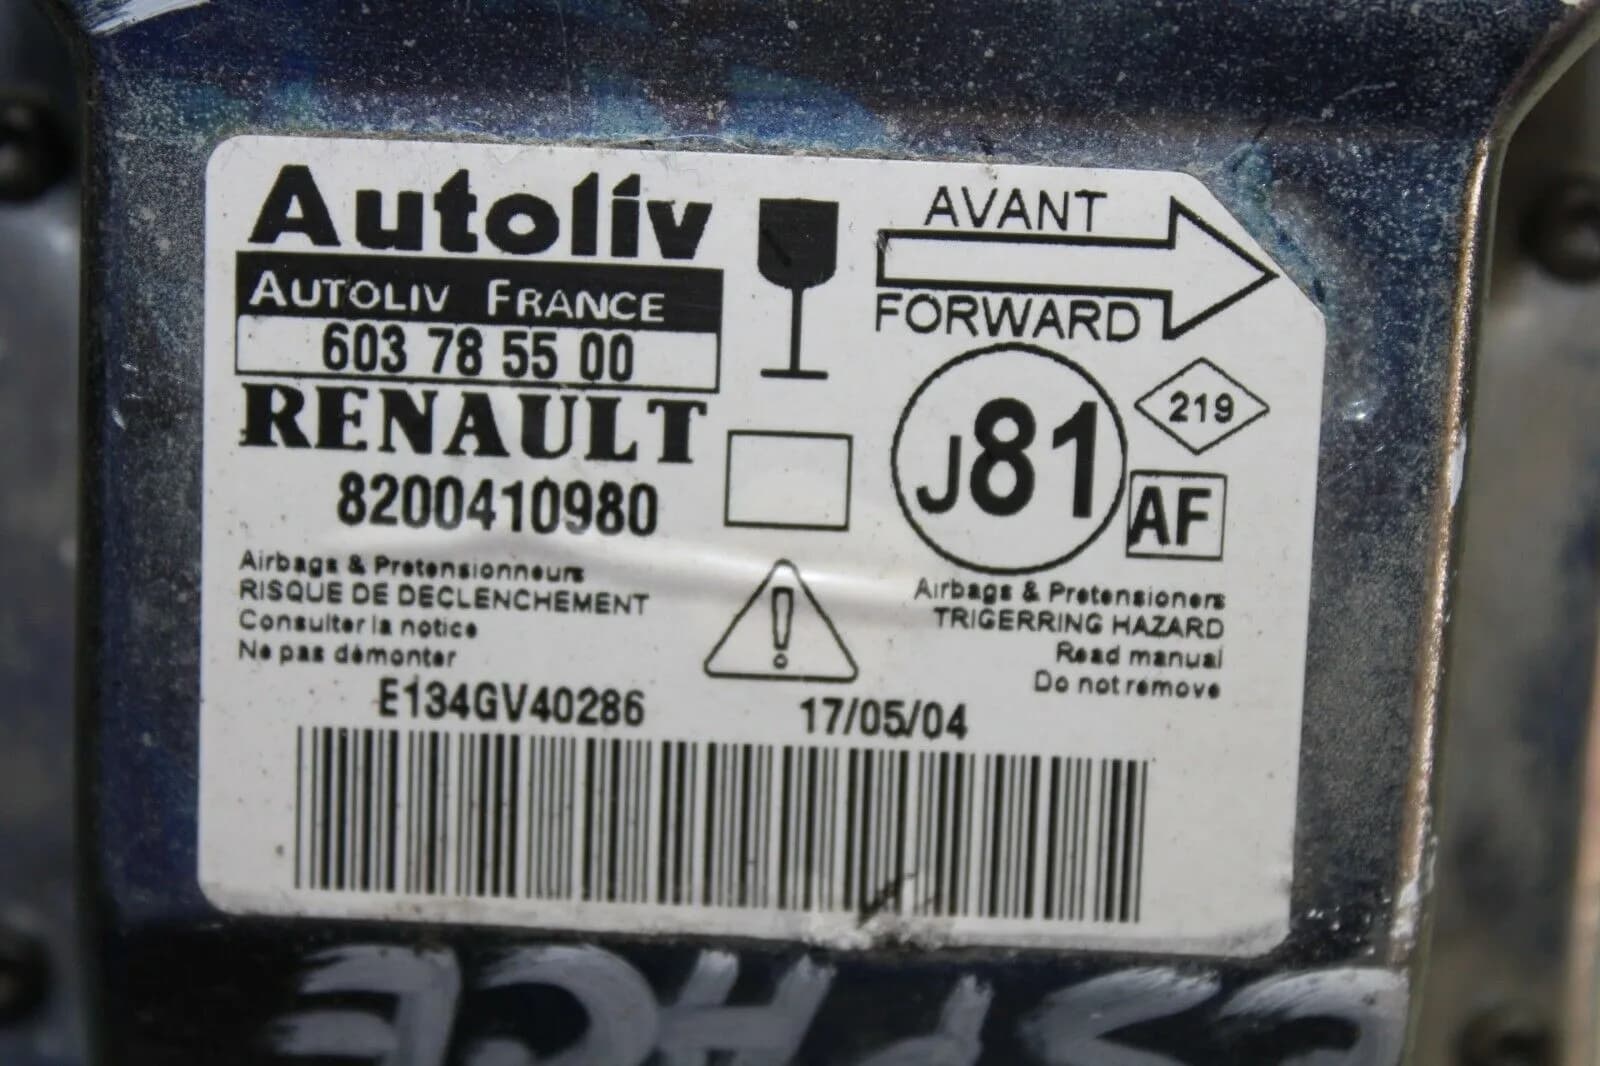 Autoliv
AUTOLIV FRANCE
603 78 55 00
RENAULT
8200410980
AVANT
FORWARD
J81
219
AF
Airbags & Pretensionneurs
RISQUE DE DECLENCHEMENT
Consulter la notice
Ne pas démonter
Airbags & Pretensioners
TRIGERRING HAZARD
Read manual
Do not remove
E134GV40286
17/05/04